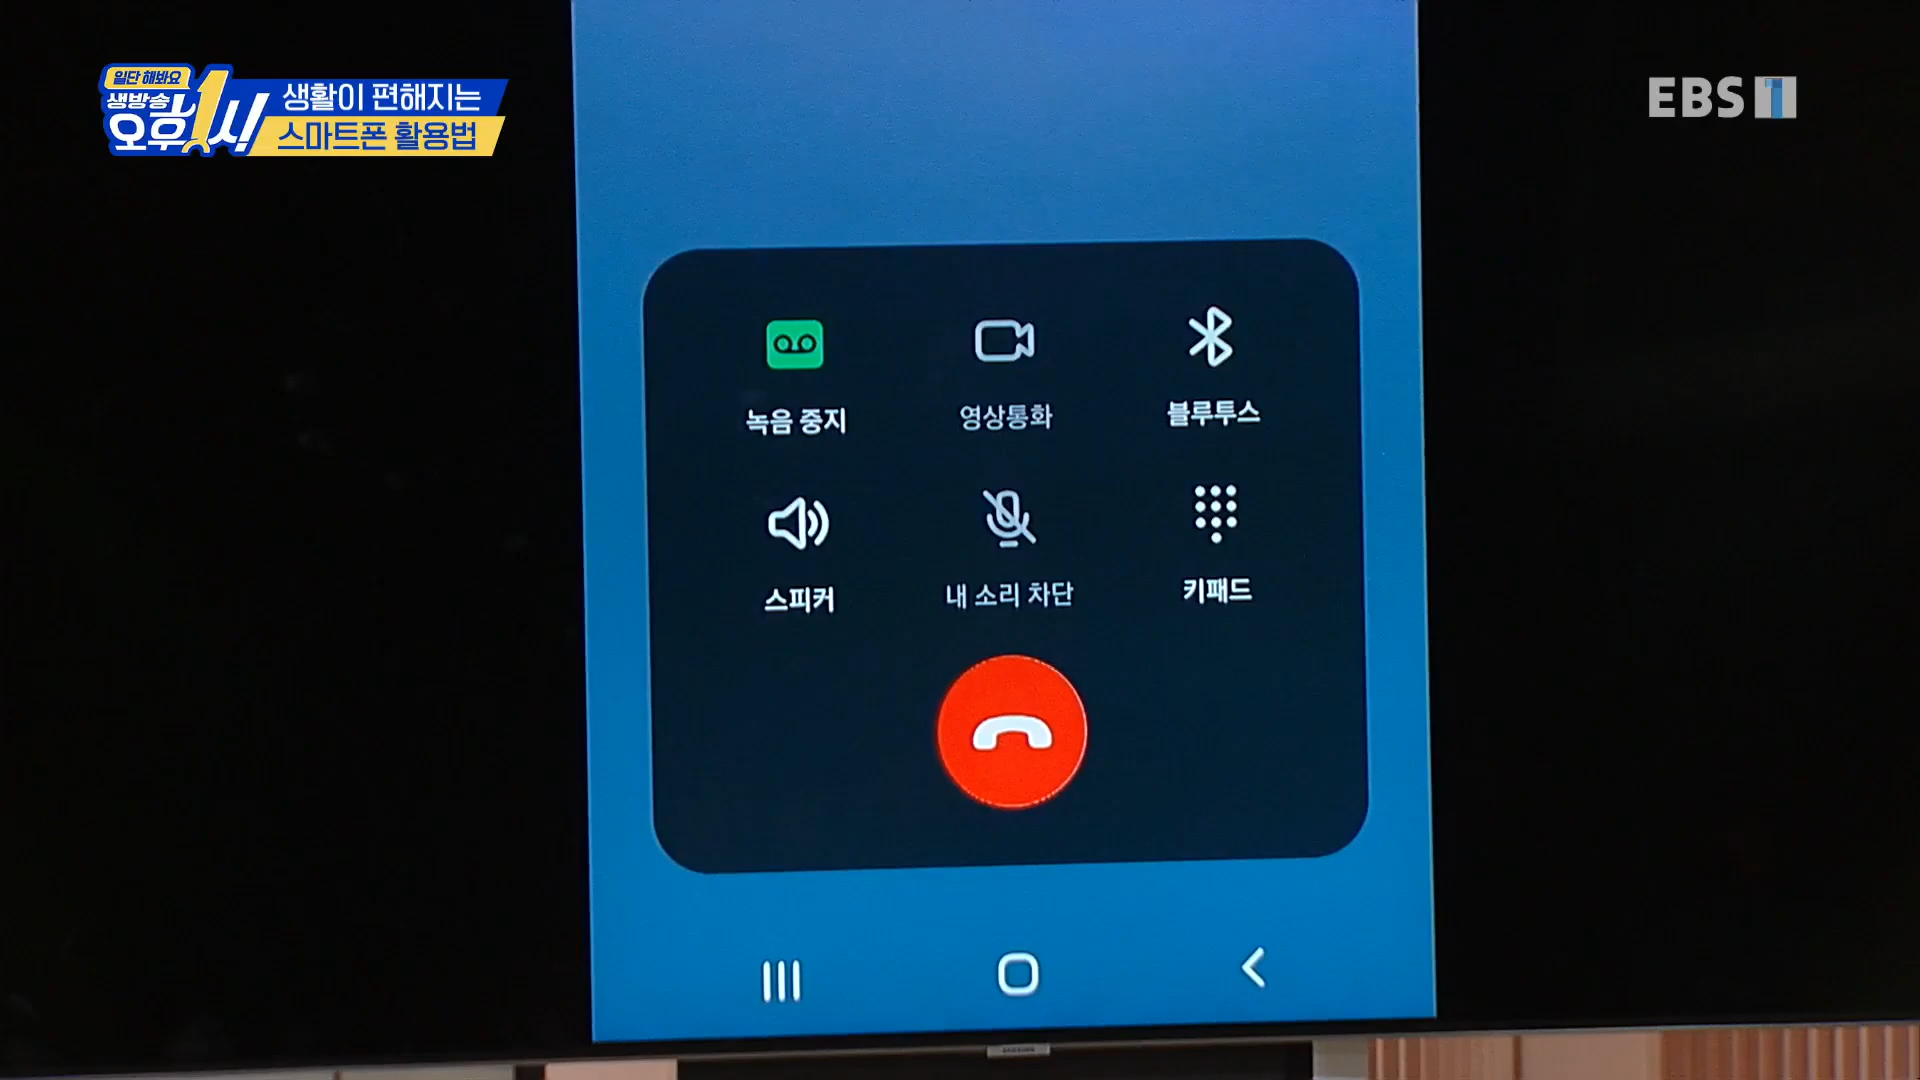 일단 해봐요
생방송
오후1시!
생활이 편해지는
스마트폰 활용법
EBS 1
녹음 중지
영상통화
블루투스
스피커
내 소리 차단
키패드
SAMSUNG